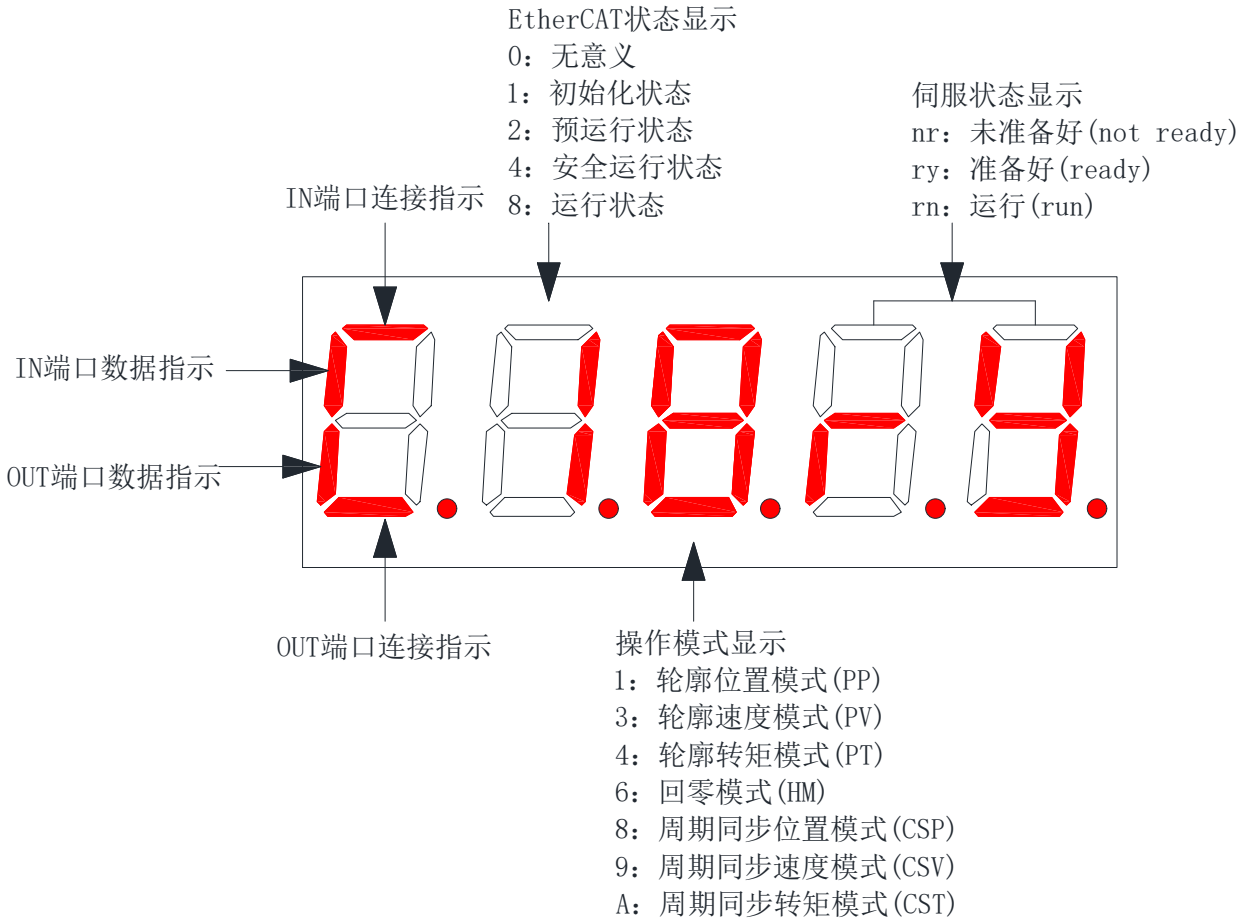 EtherCAT状态显示
0：无意义
1：初始化状态
2：预运行状态
4：安全运行状态
8：运行状态
伺服状态显示
nr：未准备好(not ready)
ry：准备好(ready)
rn：运行(run)
IN端口连接指示
IN端口数据指示
OUT端口数据指示
OUT端口连接指示
操作模式显示
1：轮廓位置模式(PP)
3：轮廓速度模式(PV)
4：轮廓转矩模式(PT)
6：回零模式(HM)
8：周期同步位置模式(CSP)
9：周期同步速度模式(CSV)
A：周期同步转矩模式(CST)